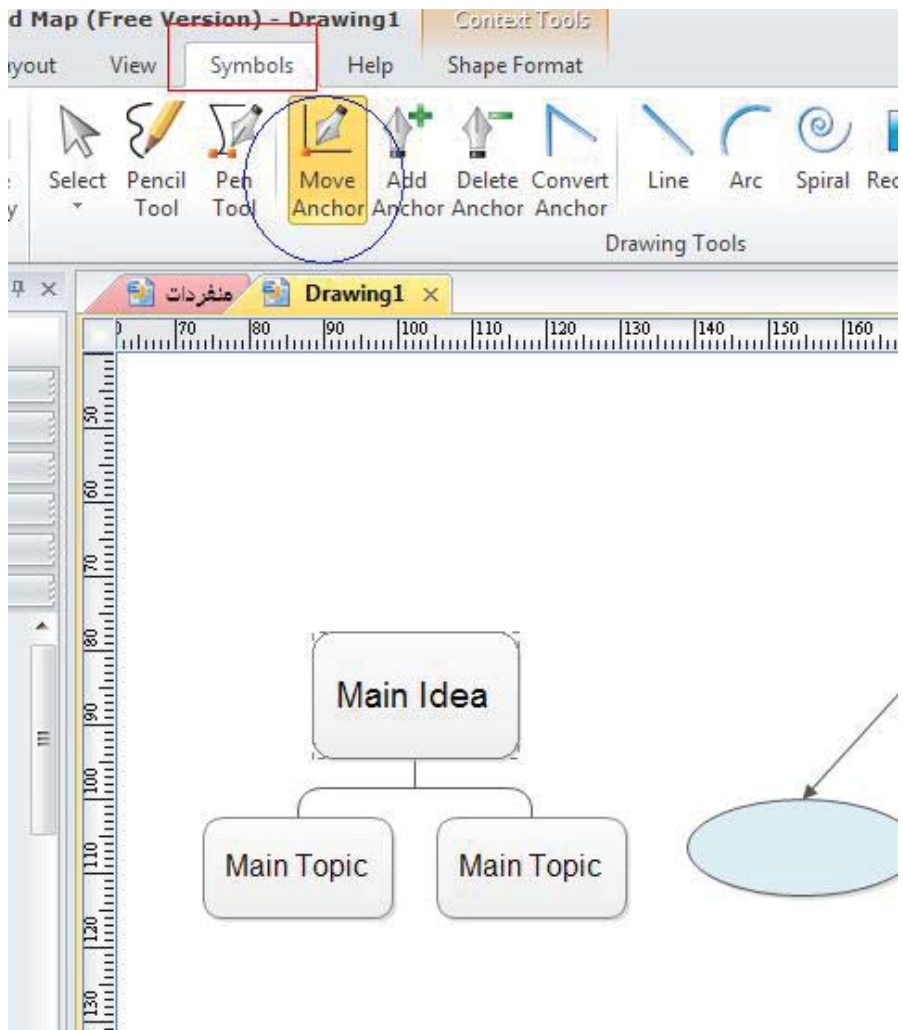 d Map (Free Version) - Drawing1 Context Tools
yout View Symbols Help Shape Format
Select Pencil Tool Pen Tool Move Anchor Add Anchor Delete Anchor Convert Anchor Line Arc Spiral Rec
Drawing Tools
منفردات Drawing1
70 80 90 100 110 120 130 140 150 160
50
60
70
80
Main Idea
90
100
Main Topic Main Topic
110
120
130